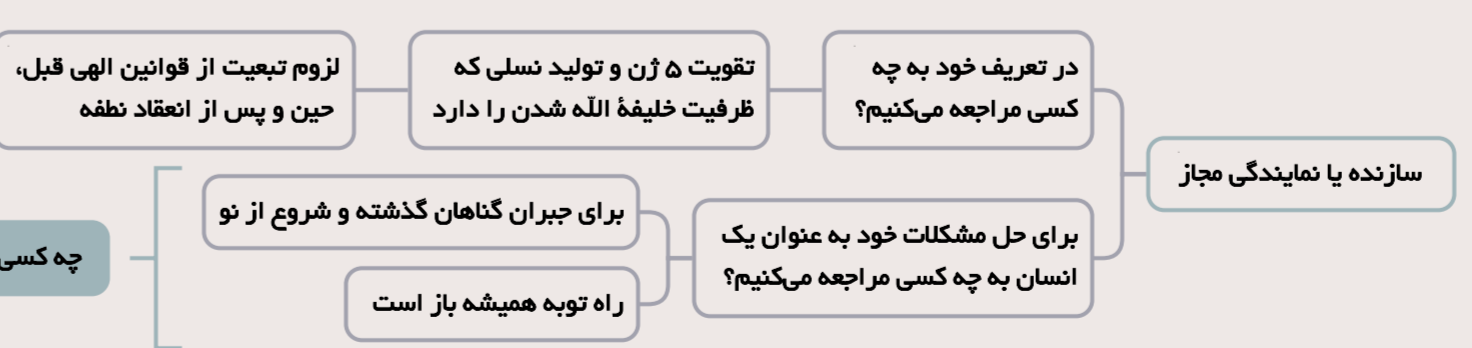 سازنده یا نمایندگی مجاز
در تعریف خود به چه
کسی مراجعه می‌کنیم؟
تقویت ۵ ژن و تولید نسلی که
ظرفیت خلیفهٔ اللّه شدن را دارد
لزوم تبعیت از قوانین الهی قبل،
حین و پس از انعقاد نطفه
برای حل مشکلات خود به عنوان یک
انسان به چه کسی مراجعه می‌کنیم؟
برای جبران گناهان گذشته و شروع از نو
راه توبه همیشه باز است
چه کسی